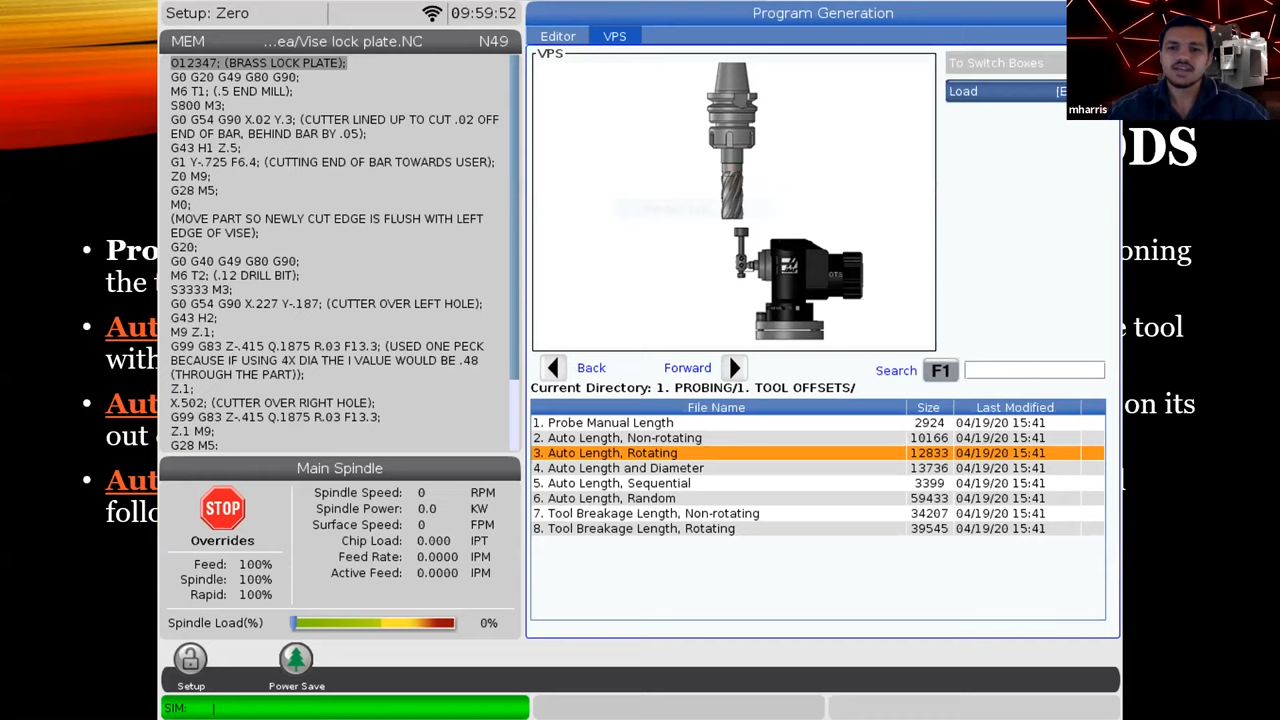 Setup: Zero
09:59:52
MEM ...ea/Vise lock plate.NC N49
O12347; (BRASS LOCK PLATE);
G0 G20 G49 G80 G90;
M6 T1; (.5 END MILL);
S800 M3;
G0 G54 G90 X.02 Y.3; (CUTTER LINED UP TO CUT .02 OFF
END OF BAR, BEHIND BAR BY .05);
G43 H1 Z.5;
G1 Y-.725 F6.4; (CUTTING END OF BAR TOWARDS USER);
Z0 M9;
G28 M5;
M0;
(MOVE PART SO NEWLY CUT EDGE IS FLUSH WITH LEFT
EDGE OF VISE);
G20;
G0 G40 G49 G80 G90;
M6 T2; (.12 DRILL BIT);
S3333 M3;
G0 G54 G90 X.227 Y-.187; (CUTTER OVER LEFT HOLE);
G43 H2;
M9 Z.1;
G99 G83 Z-.415 Q.1875 R.03 F13.3; (USED ONE PECK
BECAUSE IF USING 4X DIA THE I VALUE WOULD BE .48
(THROUGH THE PART));
Z.1;
X.502; (CUTTER OVER RIGHT HOLE);
G99 G83 Z-.415 Q.1875 R.03 F13.3;
Z.1 M9;
G28 M5;
Main Spindle
STOP
Overrides
Feed: 100%
Spindle: 100%
Rapid: 100%
Spindle Speed: 0 RPM
Spindle Power: 0.0 KW
Surface Speed: 0 FPM
Chip Load: 0.000 IPT
Feed Rate: 0.0000 IPM
Active Feed: 0.0000 IPM
Spindle Load(%) 0%
Setup
Power Save
SIM: |
Program Generation
Editor VPS
VPS
To Switch Boxes
Load [E
mharris
OTS
Back Forward Search F1
Current Directory: 1. PROBING/1. TOOL OFFSETS/
File Name Size Last Modified
1. Probe Manual Length 2924 04/19/20 15:41
2. Auto Length, Non-rotating 10166 04/19/20 15:41
3. Auto Length, Rotating 12833 04/19/20 15:41
4. Auto Length and Diameter 13736 04/19/20 15:41
5. Auto Length, Sequential 3399 04/19/20 15:41
6. Auto Length, Random 59433 04/19/20 15:41
7. Tool Breakage Length, Non-rotating 34207 04/19/20 15:41
8. Tool Breakage Length, Rotating 39545 04/19/20 15:41
ODS
• Pro
oning
the t
• Aut
e tool
with
• Aut
on its
out
• Aut
follo